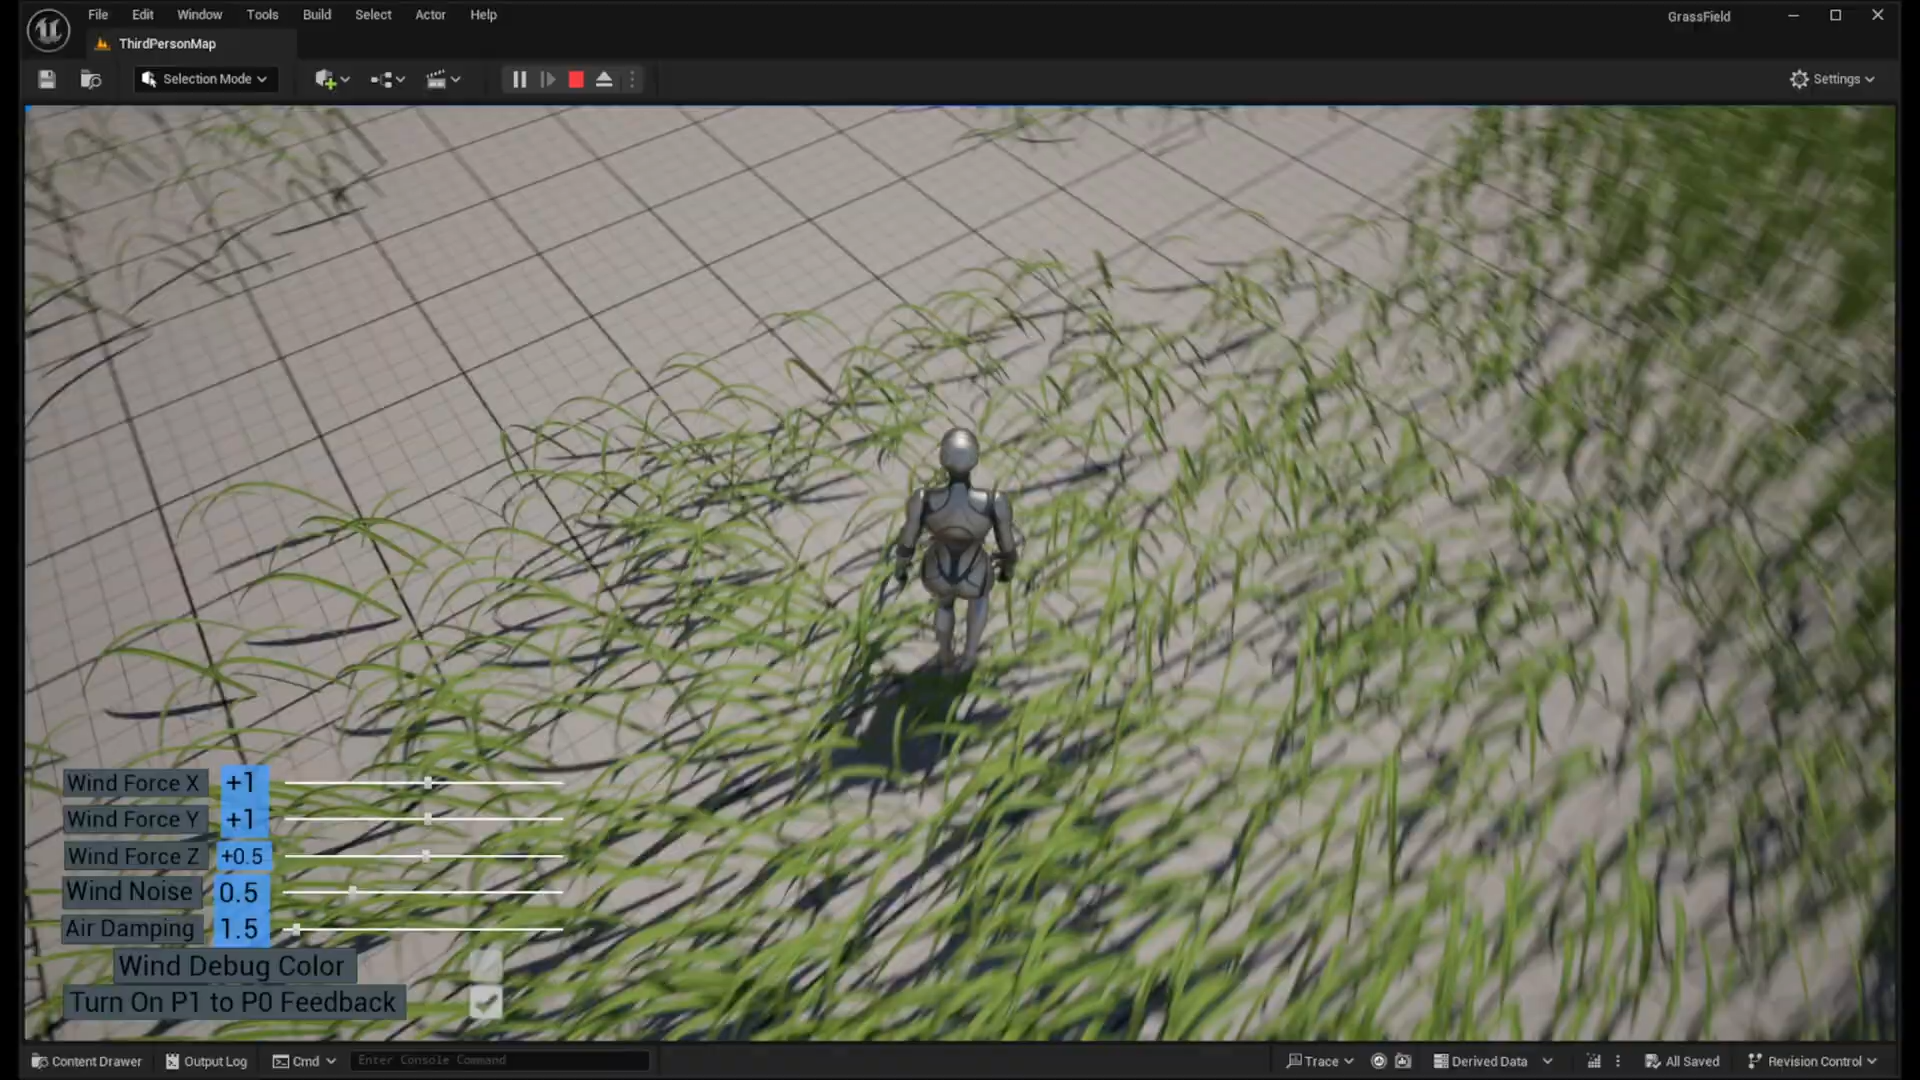 File Edit Window Tools Build Select Actor Help
GrassField
ThirdPersonMap
Selection Mode
Settings
Wind Force X +1
Wind Force Y +1
Wind Force Z +0.5
Wind Noise 0.5
Air Damping 1.5
Wind Debug Color
Turn On P1 to P0 Feedback
Content Drawer Output Log Cmd Enter Console Command Trace Derived Data All Saved Revision Control